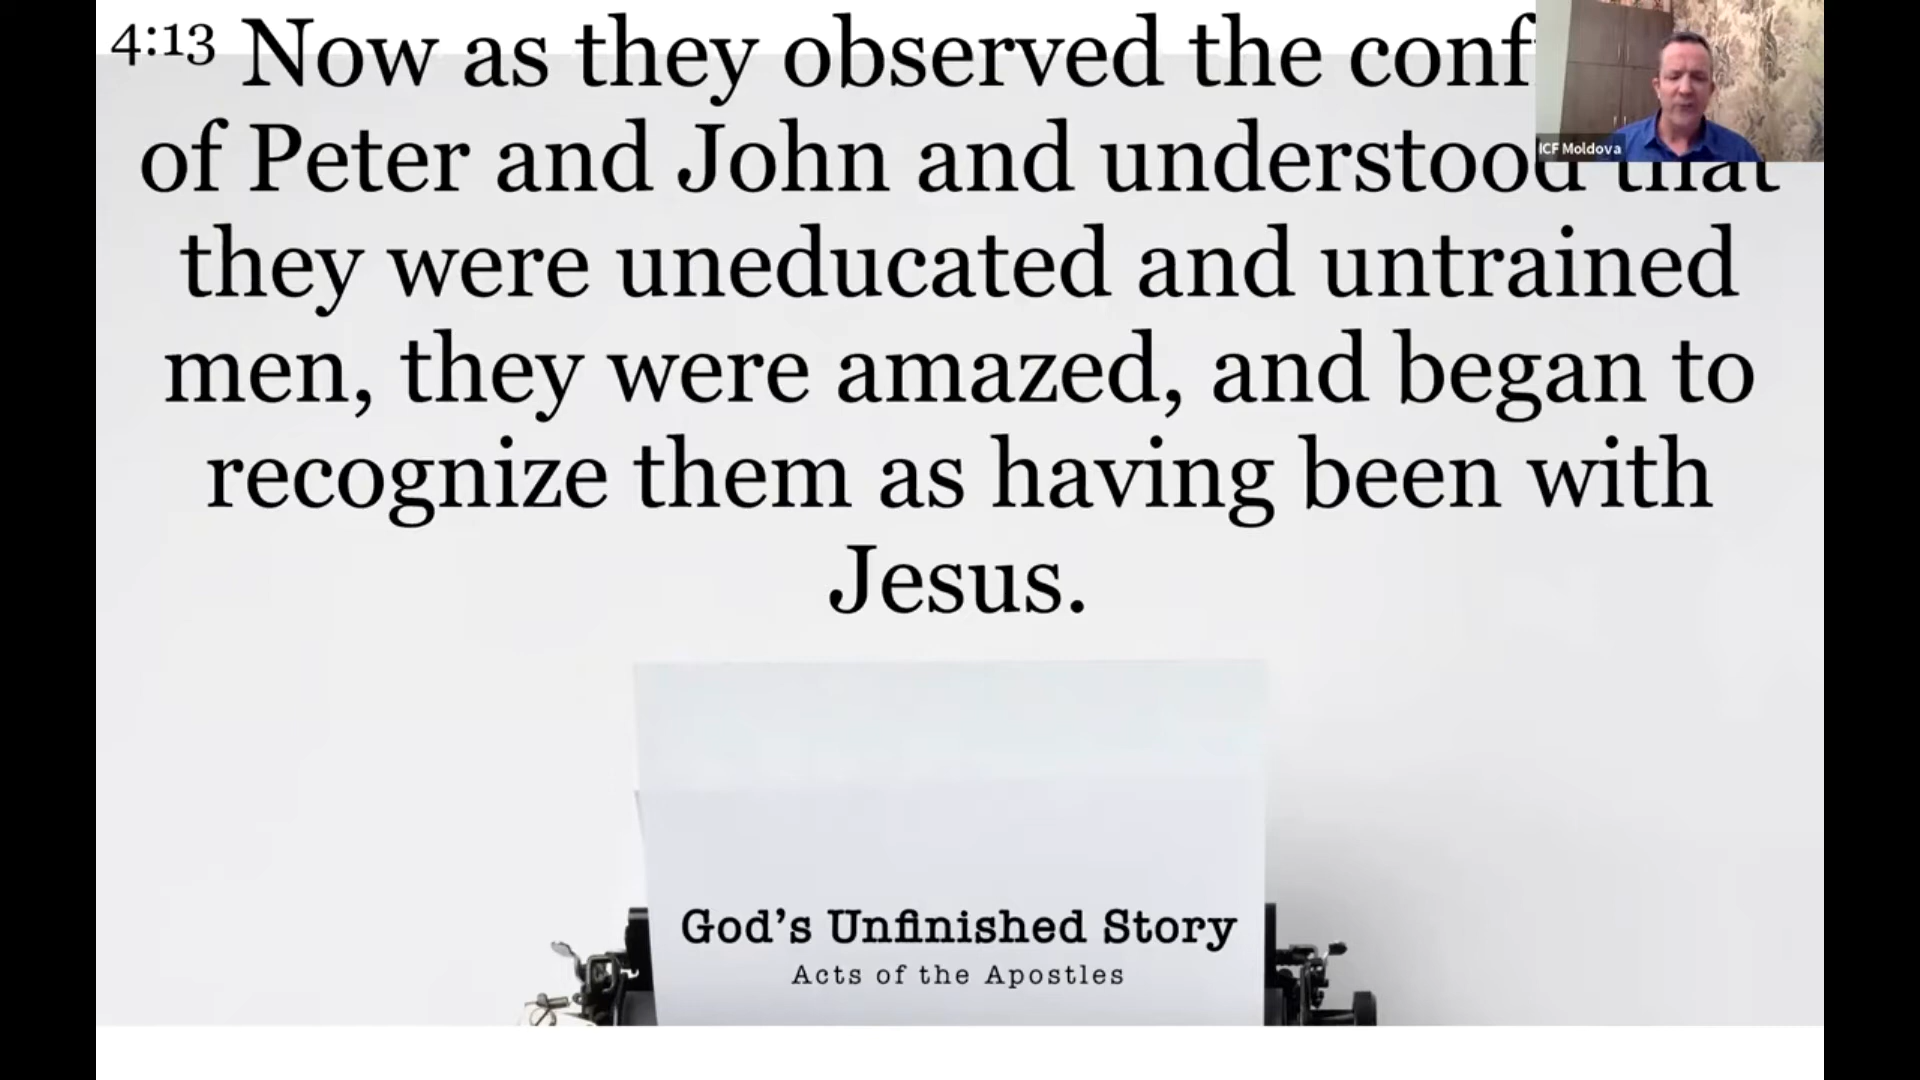 4:13 Now as they observed the conf
of Peter and John and understood that
they were uneducated and untrained
men, they were amazed, and began to
recognize them as having been with
Jesus.
ICF Moldova
God's Unfinished Story
Acts of the Apostles